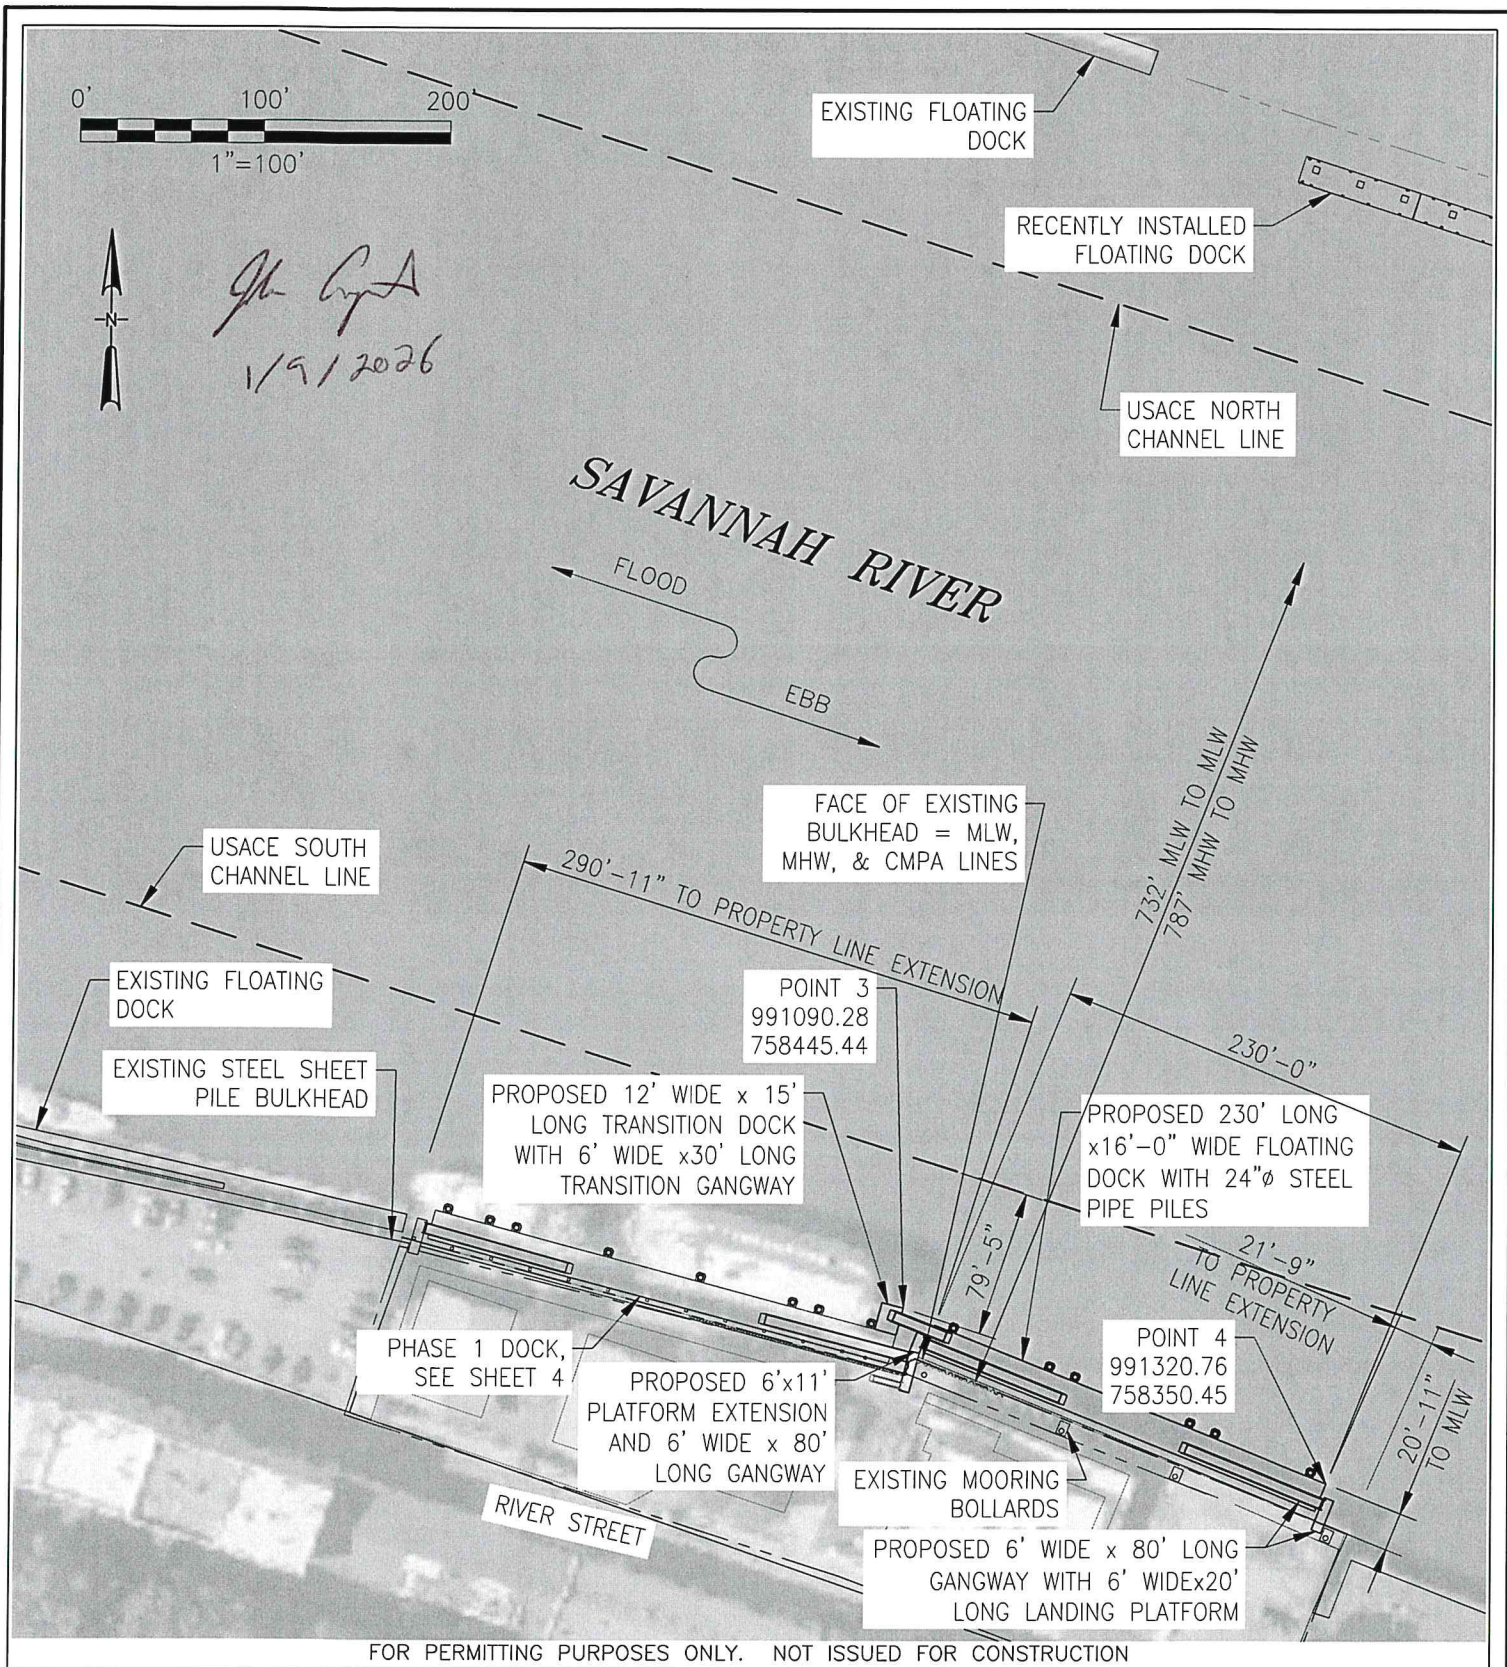 0' 100' 200'
1"=100'
N
1/9/2026
EXISTING FLOATING
DOCK
RECENTLY INSTALLED
FLOATING DOCK
USACE NORTH
CHANNEL LINE
SAVANNAH RIVER
FLOOD
EBB
732' MLW TO MLW
787' MHW TO MHW
FACE OF EXISTING
BULKHEAD = MLW,
MHW, & CMPA LINES
USACE SOUTH
CHANNEL LINE
290'-11" TO PROPERTY LINE EXTENSION
EXISTING FLOATING
DOCK
POINT 3
991090.28
758445.44
230'-0"
EXISTING STEEL SHEET
PILE BULKHEAD
PROPOSED 12' WIDE x 15'
LONG TRANSITION DOCK
WITH 6' WIDE x30' LONG
TRANSITION GANGWAY
PROPOSED 230' LONG
x16'-0" WIDE FLOATING
DOCK WITH 24"ø STEEL
PIPE PILES
79'-5"
21'-9"
TO PROPERTY
LINE EXTENSION
PHASE 1 DOCK,
SEE SHEET 4
POINT 4
991320.76
758350.45
20'-11"
TO MLW
PROPOSED 6'x11'
PLATFORM EXTENSION
AND 6' WIDE x 80'
LONG GANGWAY
EXISTING MOORING
BOLLARDS
RIVER STREET
PROPOSED 6' WIDE x 80' LONG
GANGWAY WITH 6' WIDEx20'
LONG LANDING PLATFORM
FOR PERMITTING PURPOSES ONLY. NOT ISSUED FOR CONSTRUCTION